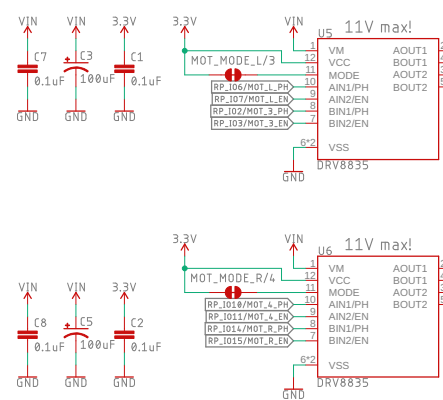 VIN VIN 3.3V 3.3V VIN U5 11V max!
C7 0.1uF
C3 100uF
C1 0.1uF
GND GND GND
MOT_MODE_L/3
1 VM AOUT1
12 VCC BOUT1
11 MODE AOUT2
RP_IO6/MOT_L_PH 10 AIN1/PH BOUT2
RP_IO7/MOT_L_EN 9 AIN2/EN
RP_IO2/MOT_3_PH 8 BIN1/PH
RP_IO3/MOT_3_EN 7 BIN2/EN
6*2 VSS
GND DRV8835
3.3V VIN U6 11V max!
VIN VIN 3.3V
C8 0.1uF
C5 100uF
C2 0.1uF
GND GND GND
MOT_MODE_R/4
1 VM AOUT1
12 VCC BOUT1
11 MODE AOUT2
RP_IO10/MOT_4_PH 10 AIN1/PH BOUT2
RP_IO11/MOT_4_EN 9 AIN2/EN
RP_IO14/MOT_R_PH 8 BIN1/PH
RP_IO15/MOT_R_EN 7 BIN2/EN
6*2 VSS
GND DRV8835